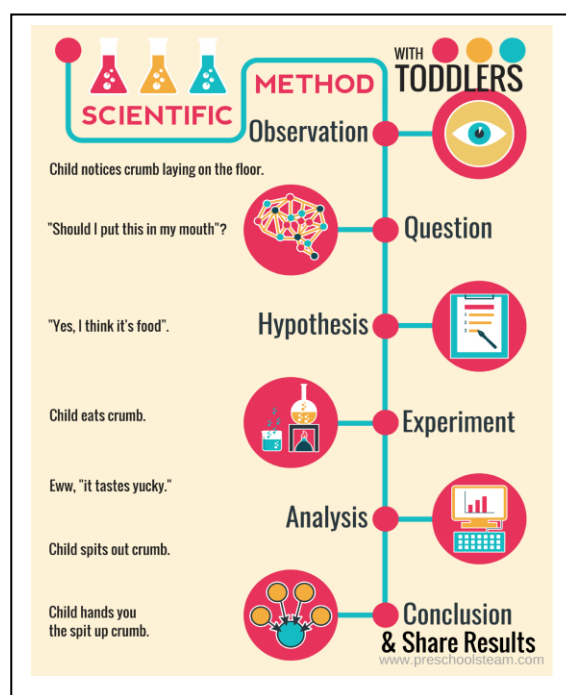 SCIENTIFIC METHOD WITH
TODDLERS
Observation
Child notices crumb laying on the floor.
"Should I put this in my mouth"?
Question
"Yes, I think it's food".
Hypothesis
Child eats crumb.
Experiment
Eww, "it tastes yucky."
Analysis
Child spits out crumb.
Child hands you
the spit up crumb.
Conclusion
& Share Results
www.preschoolsteam.com